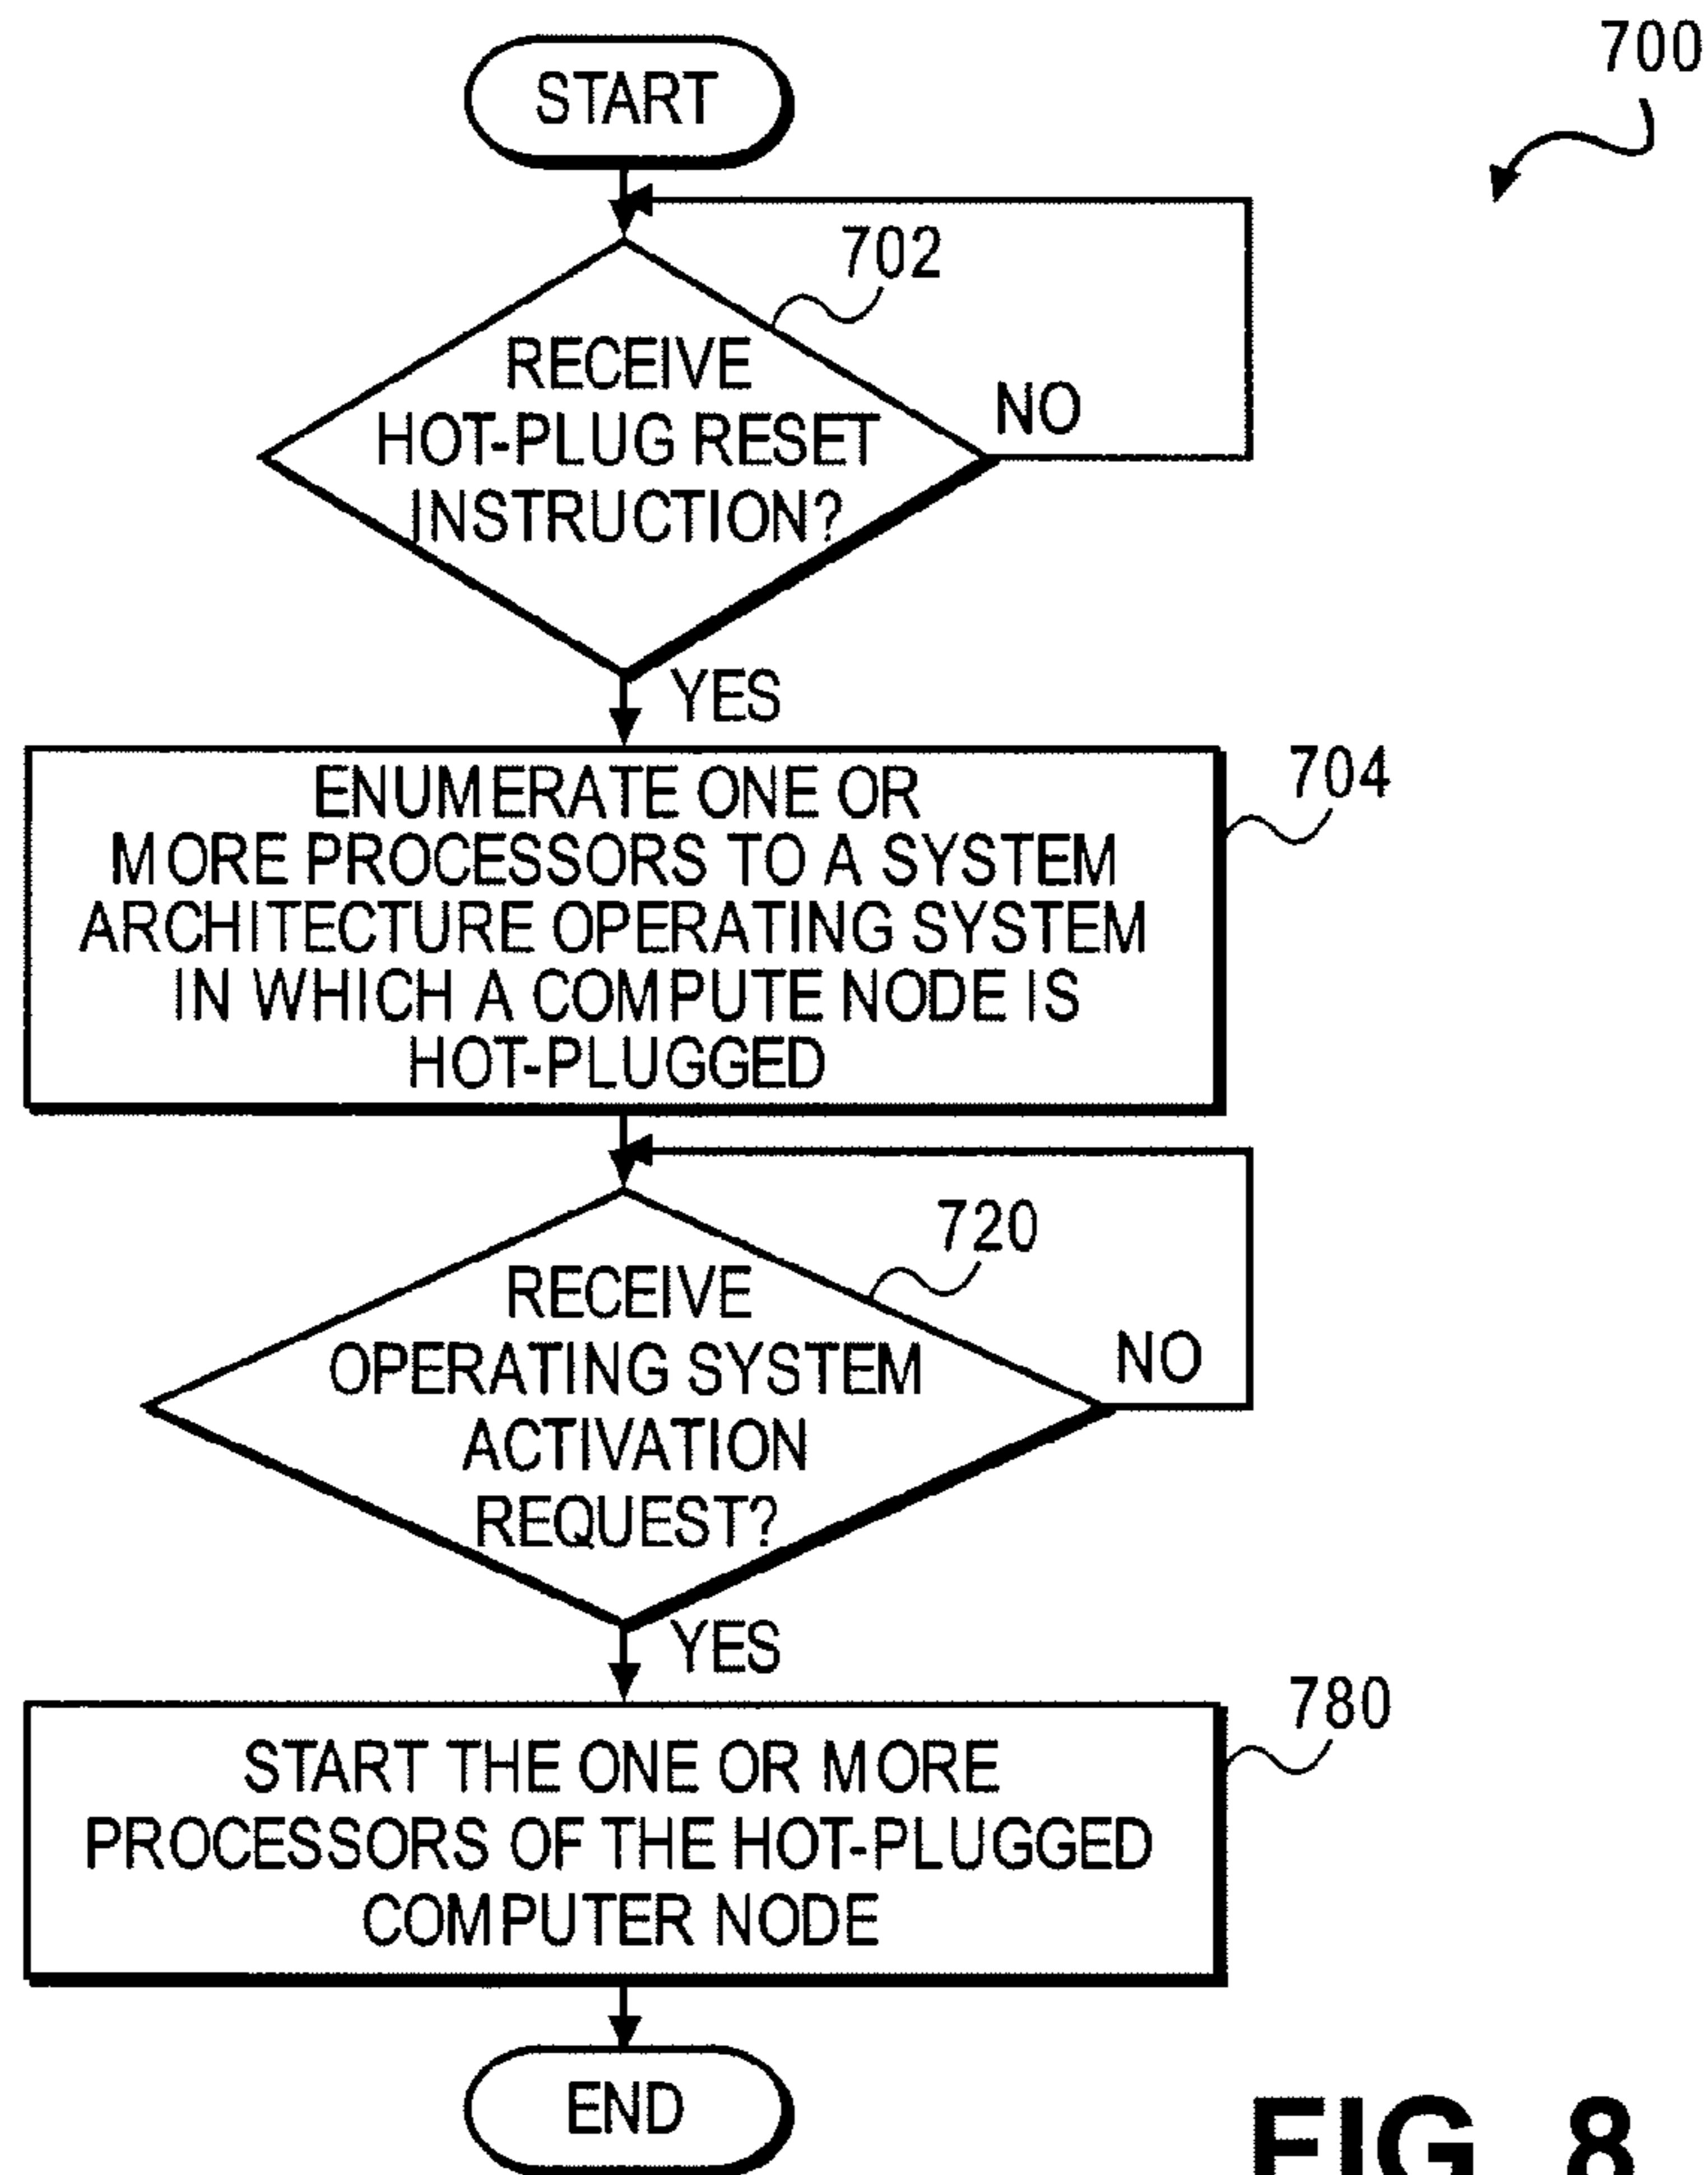 700
START
702
RECEIVE
HOT-PLUG RESET
INSTRUCTION?
NO
YES
704
ENUMERATE ONE OR
MORE PROCESSORS TO A SYSTEM
ARCHITECTURE OPERATING SYSTEM
IN WHICH A COMPUTE NODE IS
HOT-PLUGGED
720
RECEIVE
OPERATING SYSTEM
ACTIVATION
REQUEST?
NO
YES
780
START THE ONE OR MORE
PROCESSORS OF THE HOT-PLUGGED
COMPUTER NODE
END
FIG. 8